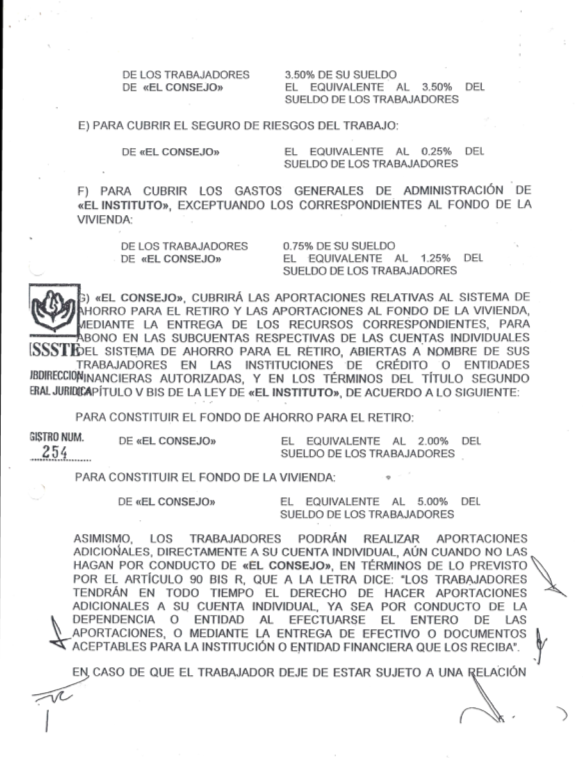 DE LOS TRABAJADORES 3.50% DE SU SUELDO
DE «EL CONSEJO» EL EQUIVALENTE AL 3.50% DEL
SUELDO DE LOS TRABAJADORES
E) PARA CUBRIR EL SEGURO DE RIESGOS DEL TRABAJO:
DE «EL CONSEJO» EL EQUIVALENTE AL 0.25% DEL
SUELDO DE LOS TRABAJADORES
F) PARA CUBRIR LOS GASTOS GENERALES DE ADMINISTRACIÓN DE
«EL INSTITUTO», EXCEPTUANDO LOS CORRESPONDIENTES AL FONDO DE LA
VIVIENDA:
DE LOS TRABAJADORES 0.75% DE SU SUELDO
DE «EL CONSEJO» EL EQUIVALENTE AL 1.25% DEL
SUELDO DE LOS TRABAJADORES
G) «EL CONSEJO», CUBRIRÁ LAS APORTACIONES RELATIVAS AL SISTEMA DE
AHORRO PARA EL RETIRO Y LAS APORTACIONES AL FONDO DE LA VIVIENDA,
MEDIANTE LA ENTREGA DE LOS RECURSOS CORRESPONDIENTES, PARA
ABONO EN LAS SUBCUENTAS RESPECTIVAS DE LAS CUENTAS INDIVIDUALES
ISSSTE DEL SISTEMA DE AHORRO PARA EL RETIRO, ABIERTAS A NOMBRE DE SUS
TRABAJADORES EN LAS INSTITUCIONES DE CRÉDITO O ENTIDADES
JBDIRECCION FINANCIERAS AUTORIZADAS, Y EN LOS TÉRMINOS DEL TÍTULO SEGUNDO
ERAL JURIDICA CAPÍTULO V BIS DE LA LEY DE «EL INSTITUTO», DE ACUERDO A LO SIGUIENTE:
PARA CONSTITUIR EL FONDO DE AHORRO PARA EL RETIRO:
GISTRO NUM. DE «EL CONSEJO» EL EQUIVALENTE AL 2.00% DEL
254 SUELDO DE LOS TRABAJADORES
PARA CONSTITUIR EL FONDO DE LA VIVIENDA:
DE «EL CONSEJO» EL EQUIVALENTE AL 5.00% DEL
SUELDO DE LOS TRABAJADORES
ASIMISMO, LOS TRABAJADORES PODRÁN REALIZAR APORTACIONES
ADICIONALES, DIRECTAMENTE A SU CUENTA INDIVIDUAL, AÚN CUANDO NO LAS
HAGAN POR CONDUCTO DE «EL CONSEJO», EN TÉRMINOS DE LO PREVISTO
POR EL ARTÍCULO 90 BIS R, QUE A LA LETRA DICE: "LOS TRABAJADORES
TENDRÁN EN TODO TIEMPO EL DERECHO DE HACER APORTACIONES
ADICIONALES A SU CUENTA INDIVIDUAL, YA SEA POR CONDUCTO DE LA
DEPENDENCIA O ENTIDAD AL EFECTUARSE EL ENTERO DE LAS
APORTACIONES, O MEDIANTE LA ENTREGA DE EFECTIVO O DOCUMENTOS
ACEPTABLES PARA LA INSTITUCIÓN O ENTIDAD FINANCIERA QUE LOS RECIBA".
EN CASO DE QUE EL TRABAJADOR DEJE DE ESTAR SUJETO A UNA RELACIÓN